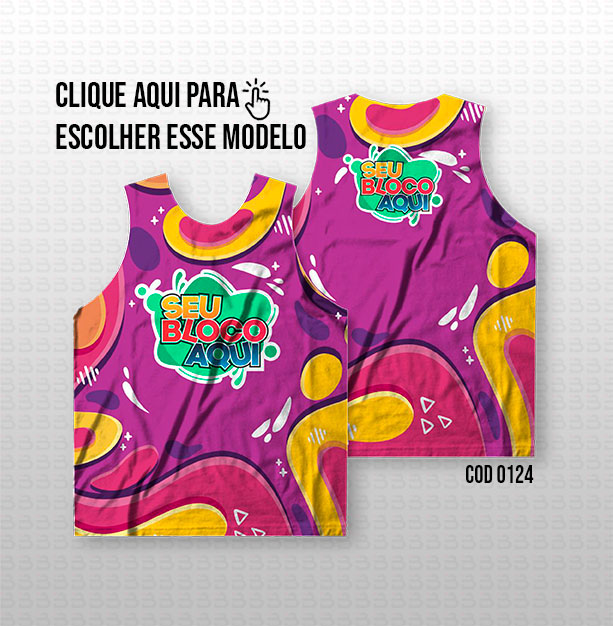 CLIQUE AQUI PARA
ESCOLHER ESSE MODELO
SEU
BLOCO
AQUI
SEU
BLOCO
AQUI
COD 0124